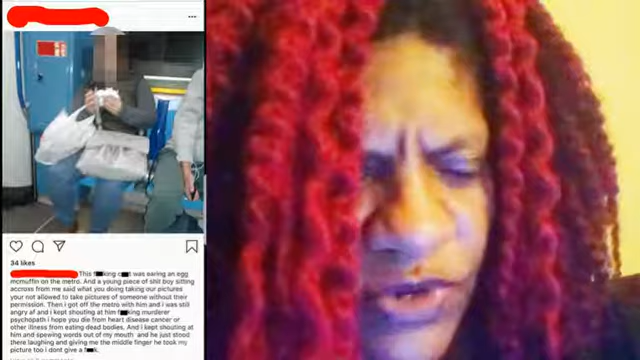 34 likes
This f■king c■t was earing an egg
mcmuffin on the metro. And a young piece of shit boy sitting
accross from me said what you doing taking our pictures
your not allowed to take pictures of someone without their
permission. Then i got off the metro with him and i was still
angry af and i kept shouting at him f■king murderer
psychopath i hope you die from heart disease cancer or
other illness from eating dead bodies. And i kept shouting at
him and spewing words out of my mouth and he just stood
there laughing and giving me the middle finger he took my
picture to i dont give a f■k.